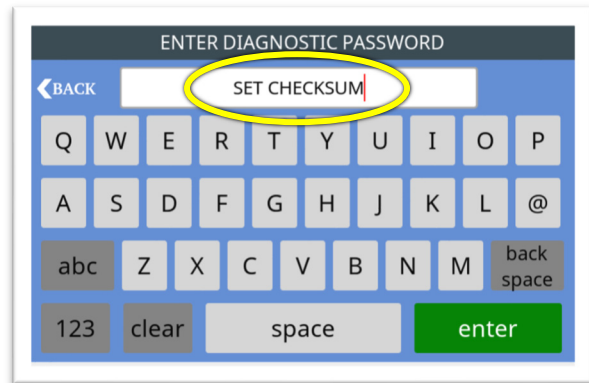 ENTER DIAGNOSTIC PASSWORD
BACK SET CHECKSUM
Q W E R T Y U I O P
A S D F G H J K L @
abc Z X C V B N M back space
123 clear space enter